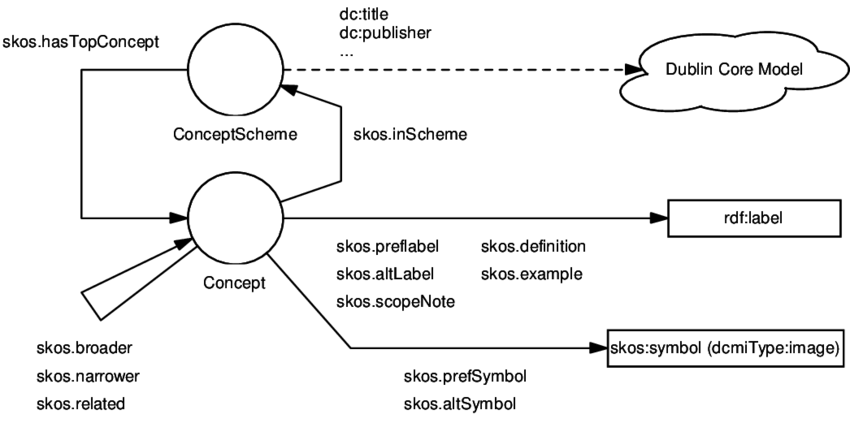 dc:title
dc:publisher
...
skos.hasTopConcept
Dublin Core Model
ConceptScheme
skos.inScheme
rdf:label
skos.preflabel
skos.definition
skos.altLabel
skos.example
skos.scopeNote
Concept
skos:symbol (dcmiType:image)
skos.broader
skos.narrower
skos.related
skos.prefSymbol
skos.altSymbol